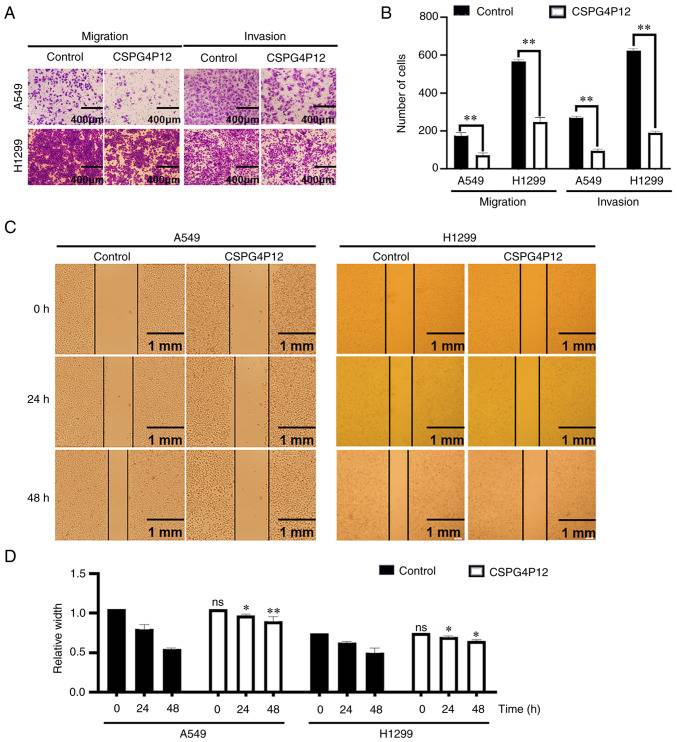 A
Migration Invasion
Control CSPG4P12 Control CSPG4P12
A549
400μm 400μm 400μm 400μm
H1299
400μm 400μm 400μm 400μm
B
Control CSPG4P12
Number of cells
800
600
400
200
0
** ** ** **
A549 H1299 A549 H1299
Migration Invasion
C
A549 H1299
Control CSPG4P12 Control CSPG4P12
0 h
1 mm 1 mm 1 mm 1 mm
24 h
1 mm 1 mm 1 mm 1 mm
48 h
1 mm 1 mm 1 mm 1 mm
D
Control CSPG4P12
Relative width
1.5
1.0
0.5
0.0
ns * ** ns * *
0 24 48 0 24 48 0 24 48 0 24 48 Time (h)
A549 H1299